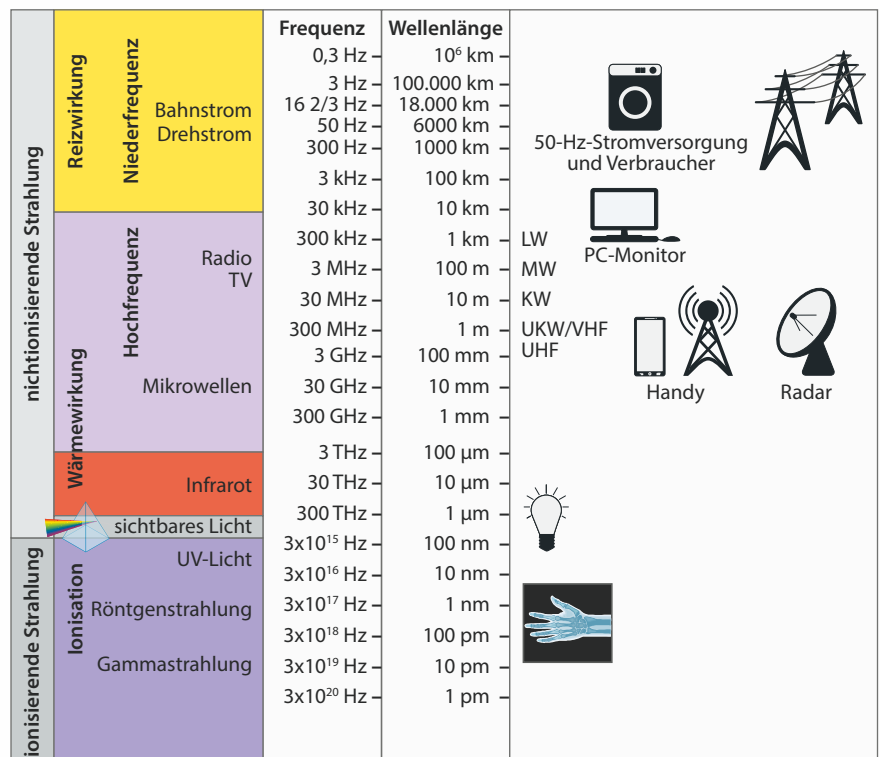 nichtionisierende Strahlung
ionisierende Strahlung
Reizwirkung
Wärmewirkung
Ionisation
Niederfrequenz
Hochfrequenz
Bahnstrom
Drehstrom
Radio
TV
Mikrowellen
Infrarot
sichtbares Licht
UV-Licht
Röntgenstrahlung
Gammastrahlung
Frequenz Wellenlänge
0,3 Hz 10⁶ km
3 Hz 100.000 km
16 2/3 Hz 18.000 km
50 Hz 6000 km
300 Hz 1000 km
3 kHz 100 km
30 kHz 10 km
300 kHz 1 km LW
3 MHz 100 m MW
30 MHz 10 m KW
300 MHz 1 m UKW/VHF
UHF
3 GHz 100 mm
30 GHz 10 mm
300 GHz 1 mm
3 THz 100 µm
30 THz 10 µm
300 THz 1 µm
3x10¹⁵ Hz 100 nm
3x10¹⁶ Hz 10 nm
3x10¹⁷ Hz 1 nm
3x10¹⁸ Hz 100 pm
3x10¹⁹ Hz 10 pm
3x10²⁰ Hz 1 pm
50-Hz-Stromversorgung
und Verbraucher
PC-Monitor
Handy
Radar